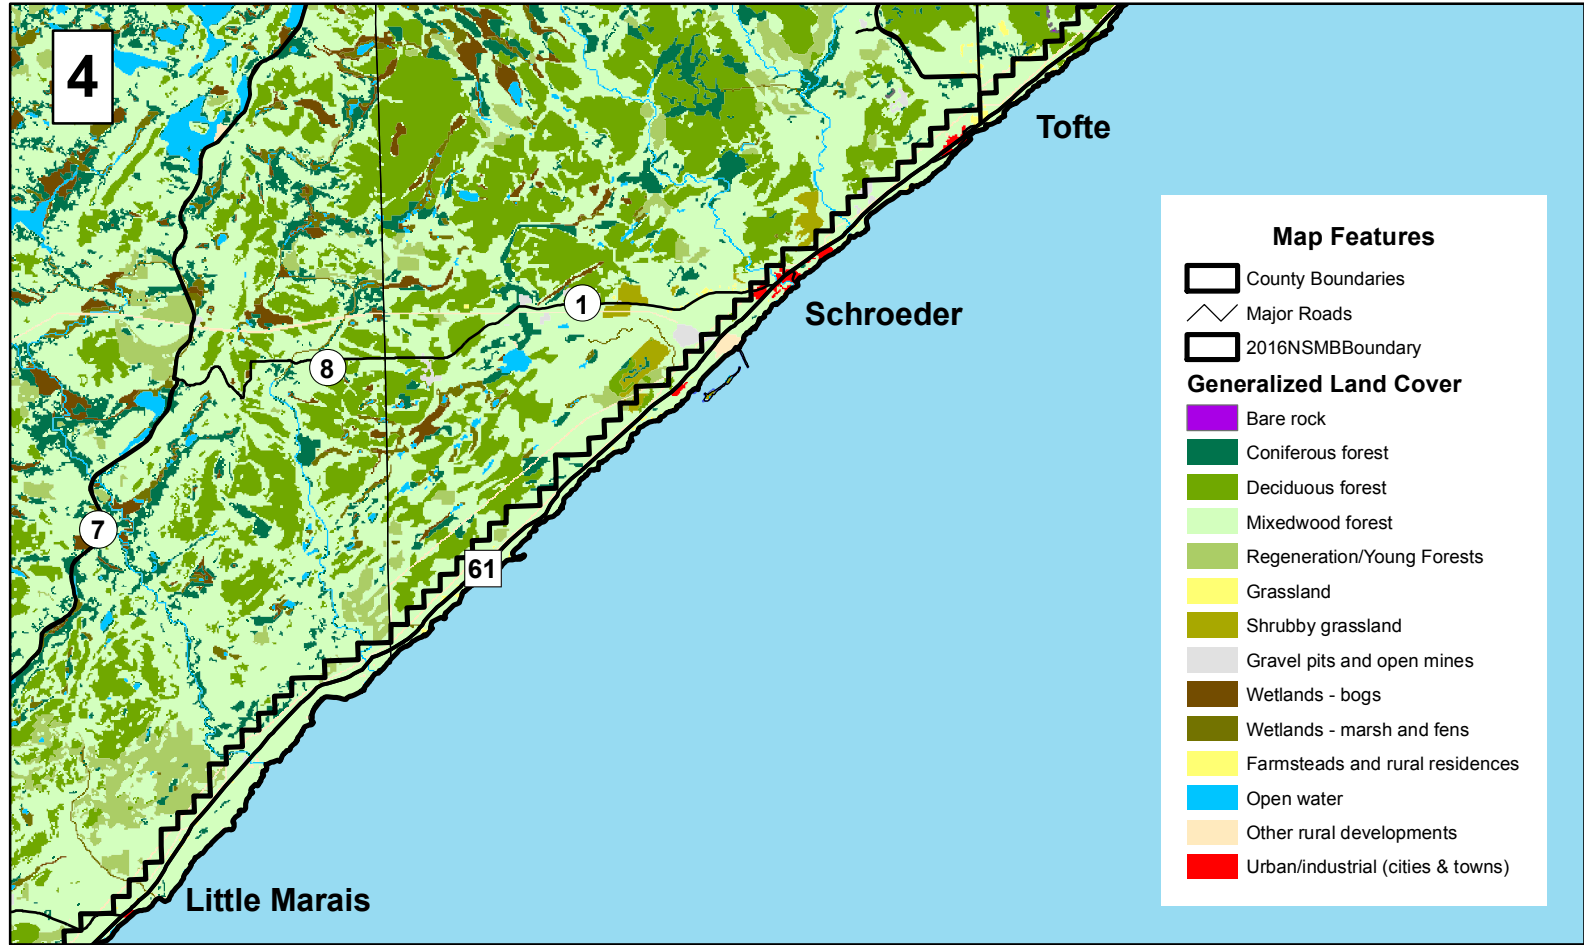 4
Tofte
Schroeder
1
8
7
61
Little Marais
Map Features
County Boundaries
Major Roads
2016NSMBBoundary
Generalized Land Cover
Bare rock
Coniferous forest
Deciduous forest
Mixedwood forest
Regeneration/Young Forests
Grassland
Shrubby grassland
Gravel pits and open mines
Wetlands - bogs
Wetlands - marsh and fens
Farmsteads and rural residences
Open water
Other rural developments
Urban/industrial (cities & towns)